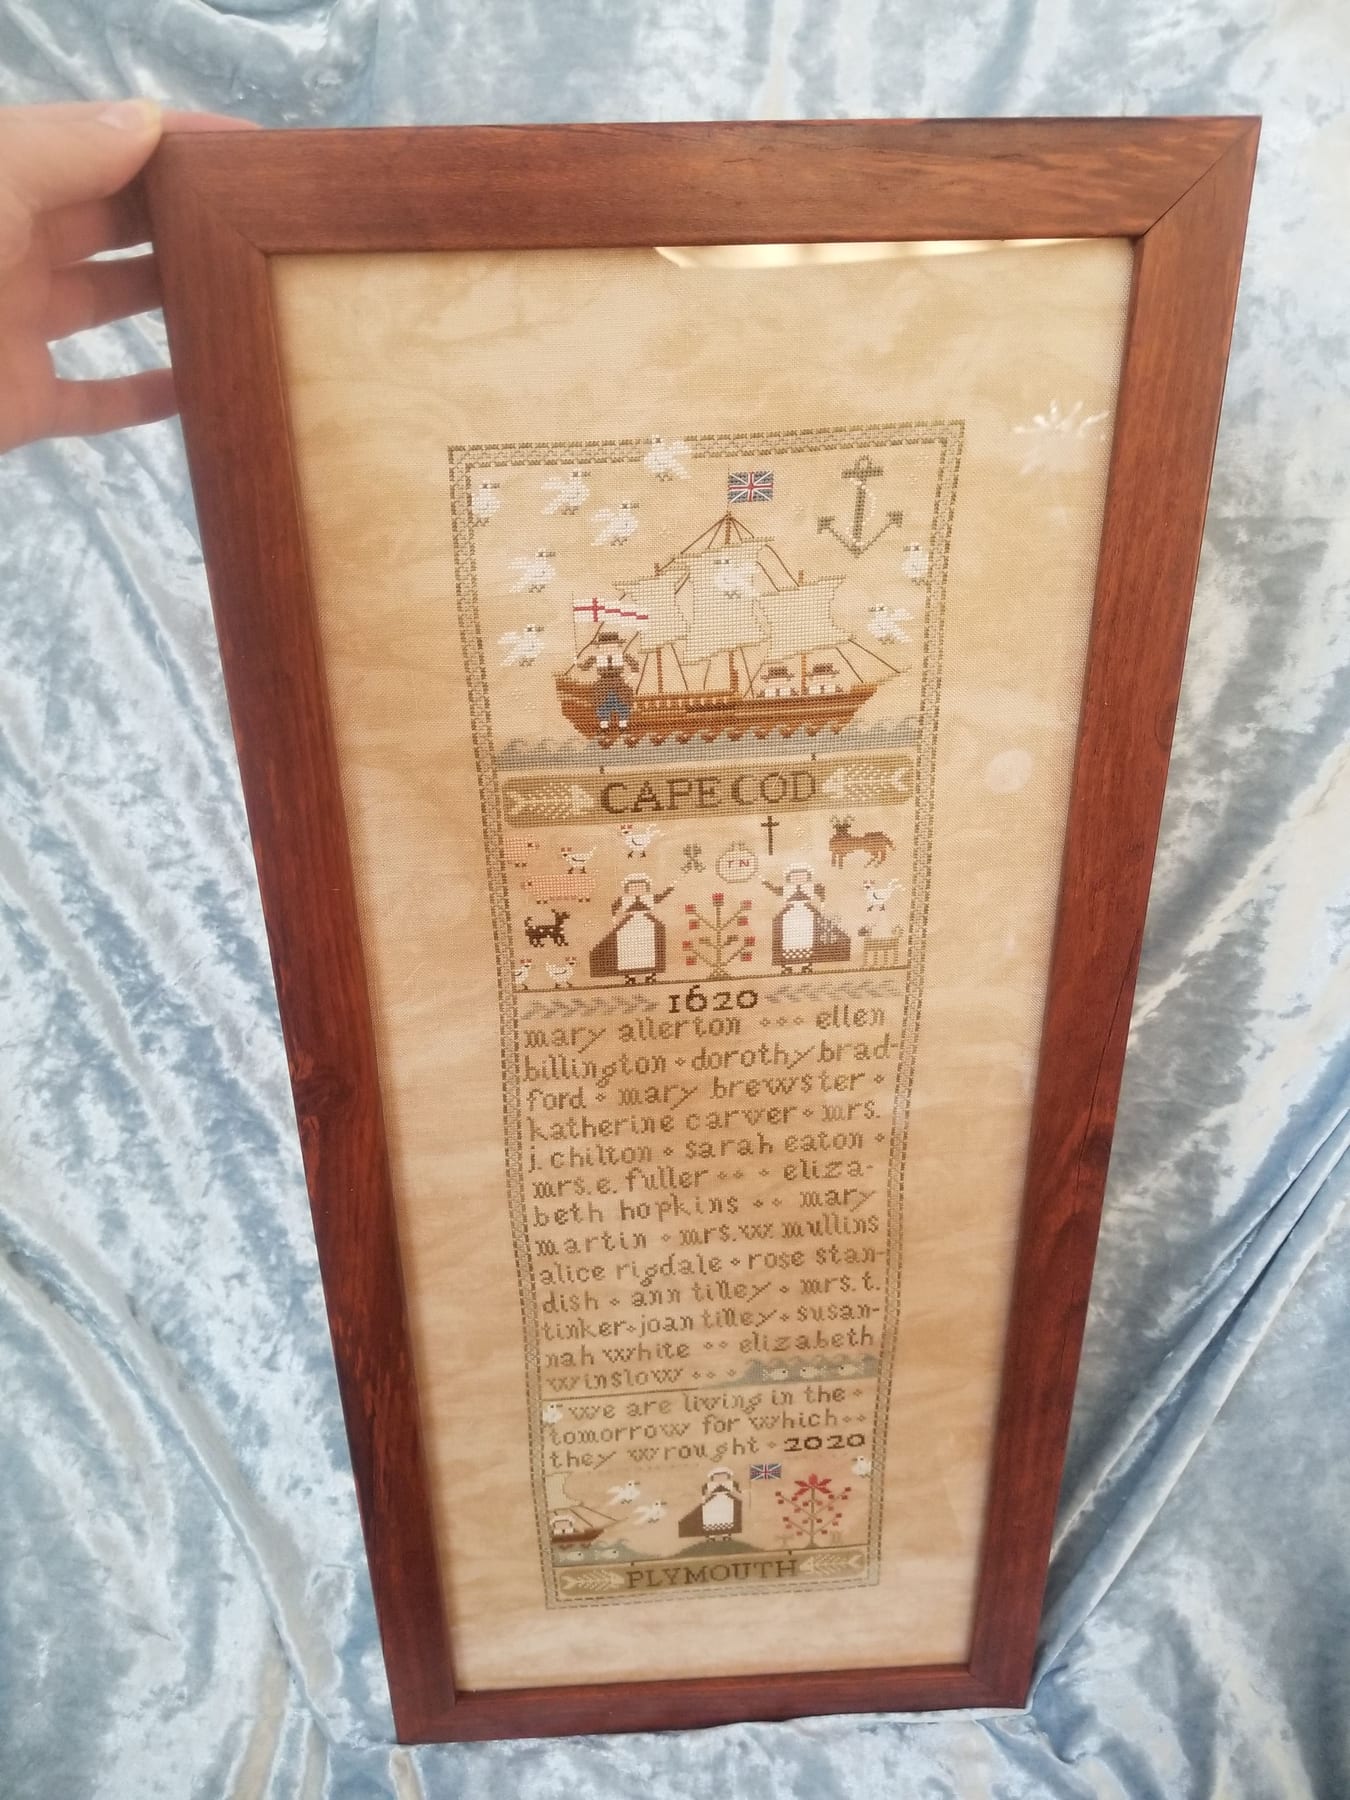 CAPE COD
TN
1620
mary allerton ellen
billington dorothy brad-
ford mary brewster
katherine carver mrs.
j. chilton sarah eaton
mrs. e. fuller eliza-
beth hopkins mary
martin mrs. w. mullins
alice rigdale rose stan-
dish ann tilley mrs. t.
tinker joan tilley susan-
nah white elizabeth
winslow
we are living in the
tomorrow for which
they wrought 2020
PLYMOUTH